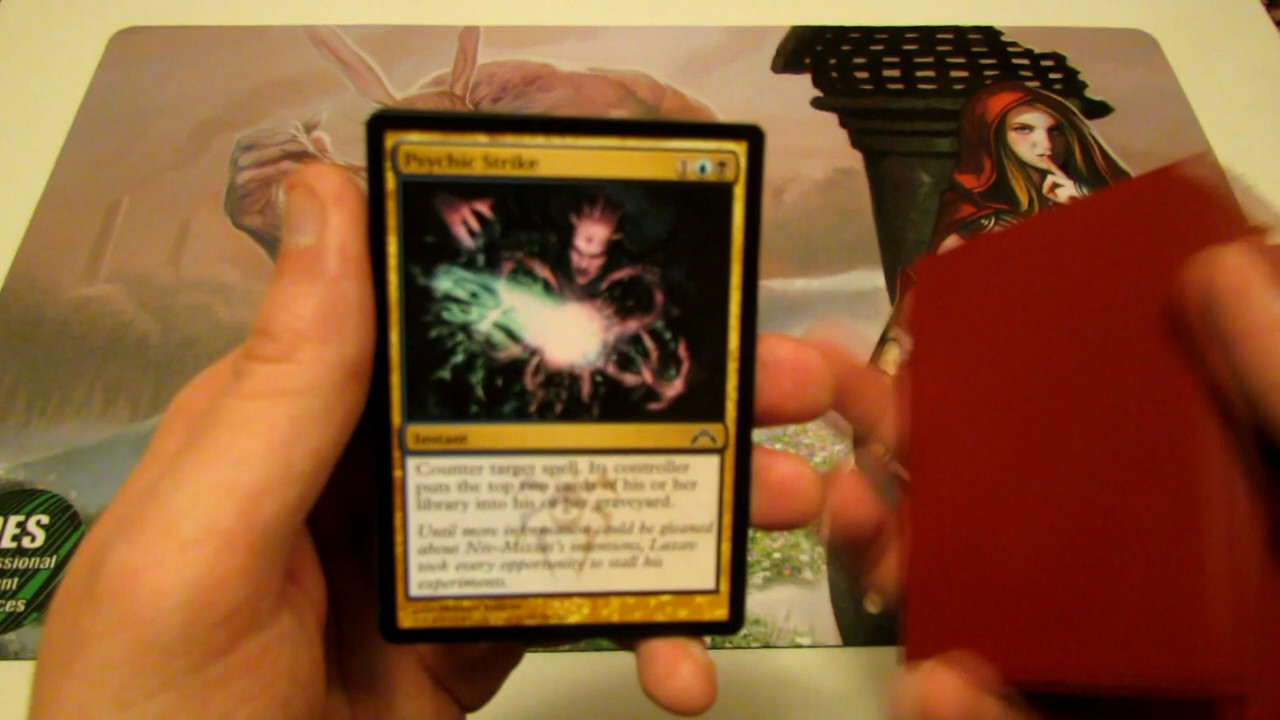 Psychic Strike 1
Instant
Counter target spell. Its controller
puts the top two cards of his or her
library into his or her graveyard.
Until more information could be gleaned
about Niv-Mizzet's intentions, Lazav
took every opportunity to stall his
experiments.
ES
ssional
nt
ces